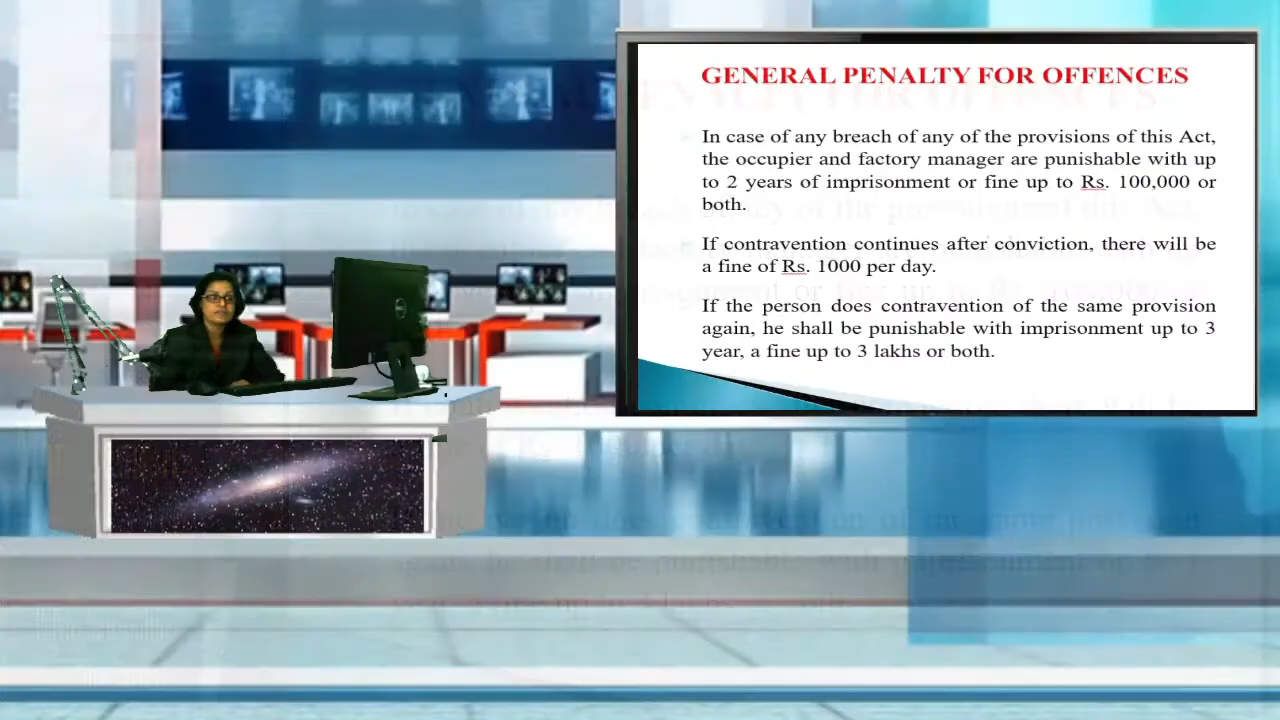 GENERAL PENALTY FOR OFFENCES
In case of any breach of any of the provisions of this Act,
the occupier and factory manager are punishable with up
to 2 years of imprisonment or fine up to Rs. 100,000 or
both.
If contravention continues after conviction, there will be
a fine of Rs. 1000 per day.
If the person does contravention of the same provision
again, he shall be punishable with imprisonment up to 3
year, a fine up to 3 lakhs or both.